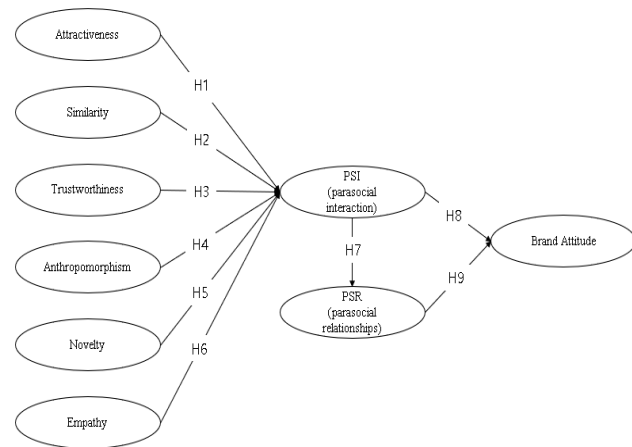 Attractiveness
H1
Similarity
H2
Trustworthiness
H3
Anthropomorphism
H4
Novelty
H5
Empathy
H6
PSI
(parasocial
interaction)
H7
PSR
(parasocial
relationships)
H8
H9
Brand Attitude